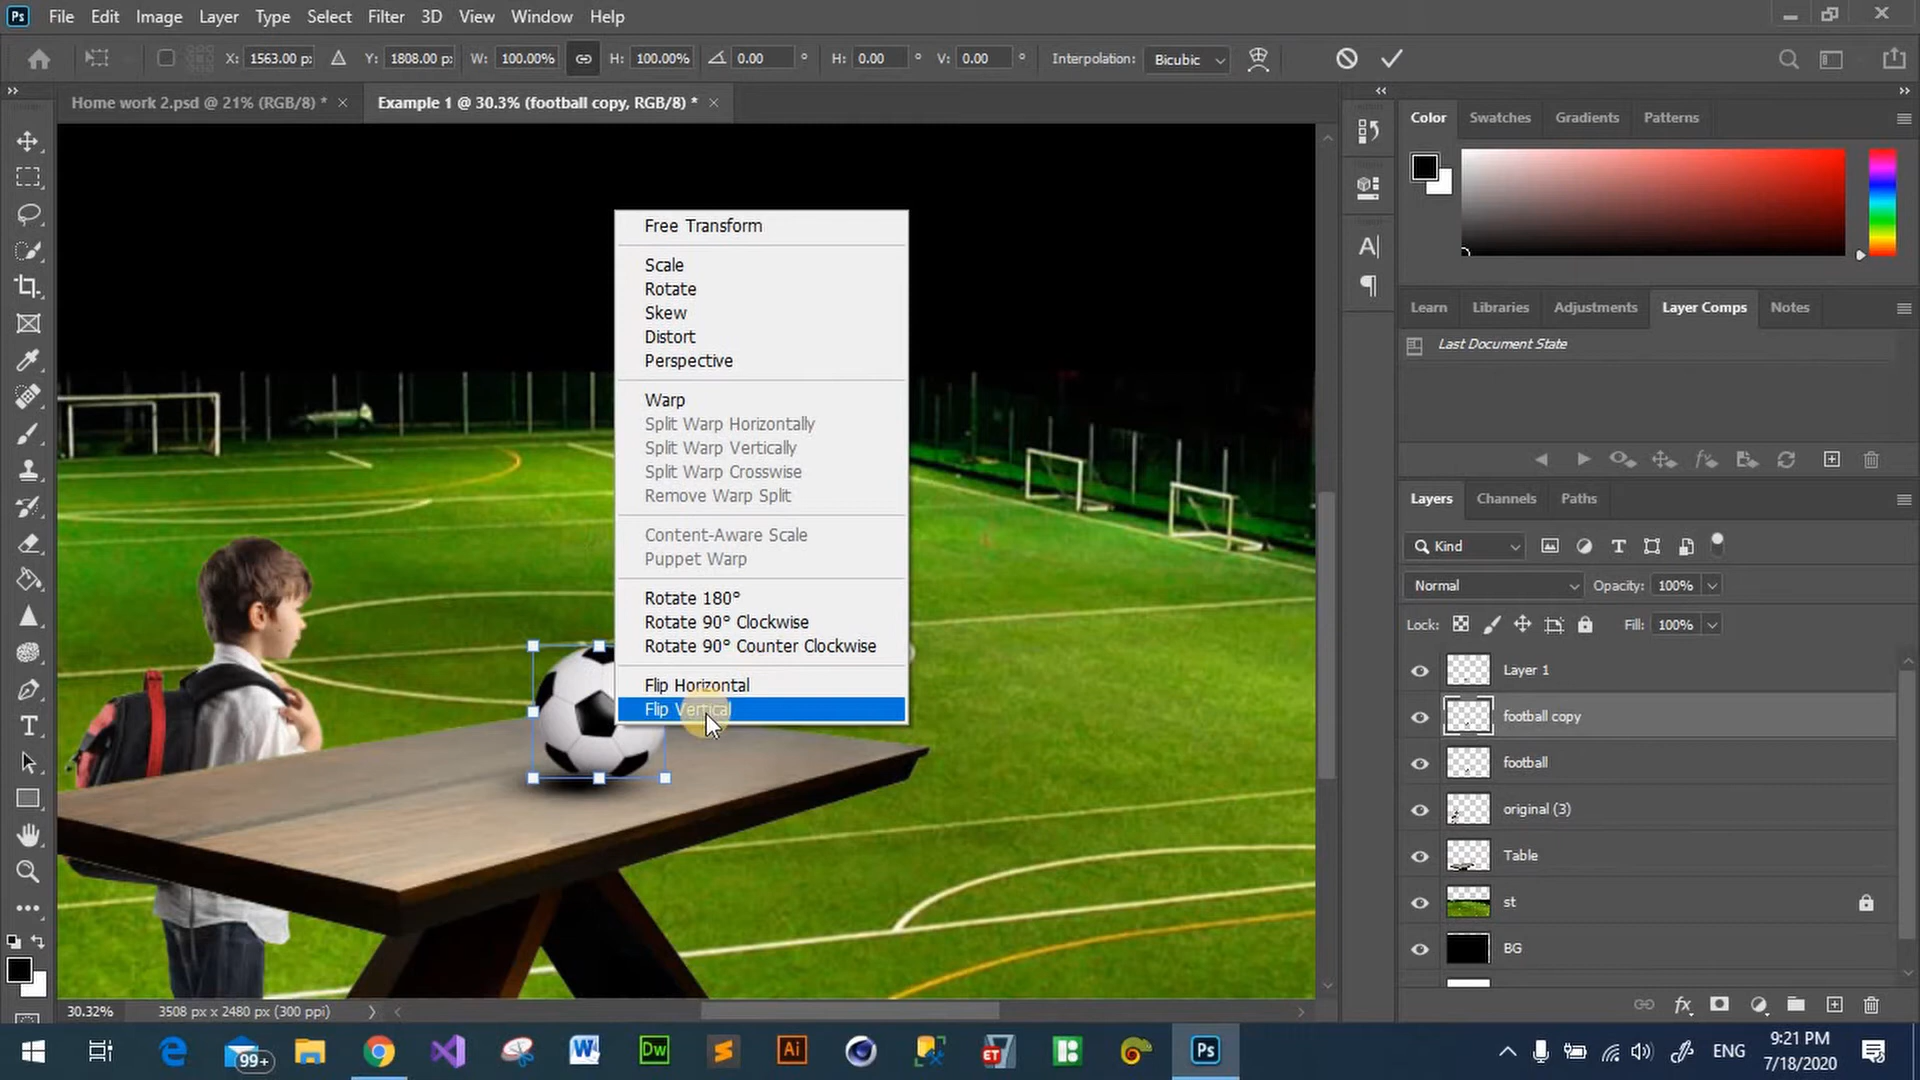 Ps File Edit Image Layer Type Select Filter 3D View Window Help
X: 1563.00 p: Y: 1808.00 p: W: 100.00% H: 100.00% 0.00 ° H: 0.00 ° V: 0.00 ° Interpolation: Bicubic
Home work 2.psd @ 21% (RGB/8) * × Example 1 @ 30.3% (football copy, RGB/8) * ×
Color Swatches Gradients Patterns
Free Transform
Scale
Rotate
Skew
Distort
Perspective
Warp
Split Warp Horizontally
Split Warp Vertically
Split Warp Crosswise
Remove Warp Split
Content-Aware Scale
Puppet Warp
Rotate 180°
Rotate 90° Clockwise
Rotate 90° Counter Clockwise
Flip Horizontal
Flip Vertical
Learn Libraries Adjustments Layer Comps Notes
Last Document State
Layers Channels Paths
Kind
Normal Opacity: 100%
Lock: Fill: 100%
Layer 1
football copy
football
original (3)
Table
st
BG
30.32% 3508 px x 2480 px (300 ppi)
99+ Dw Ai ET Ps ENG 9:21 PM
7/18/2020